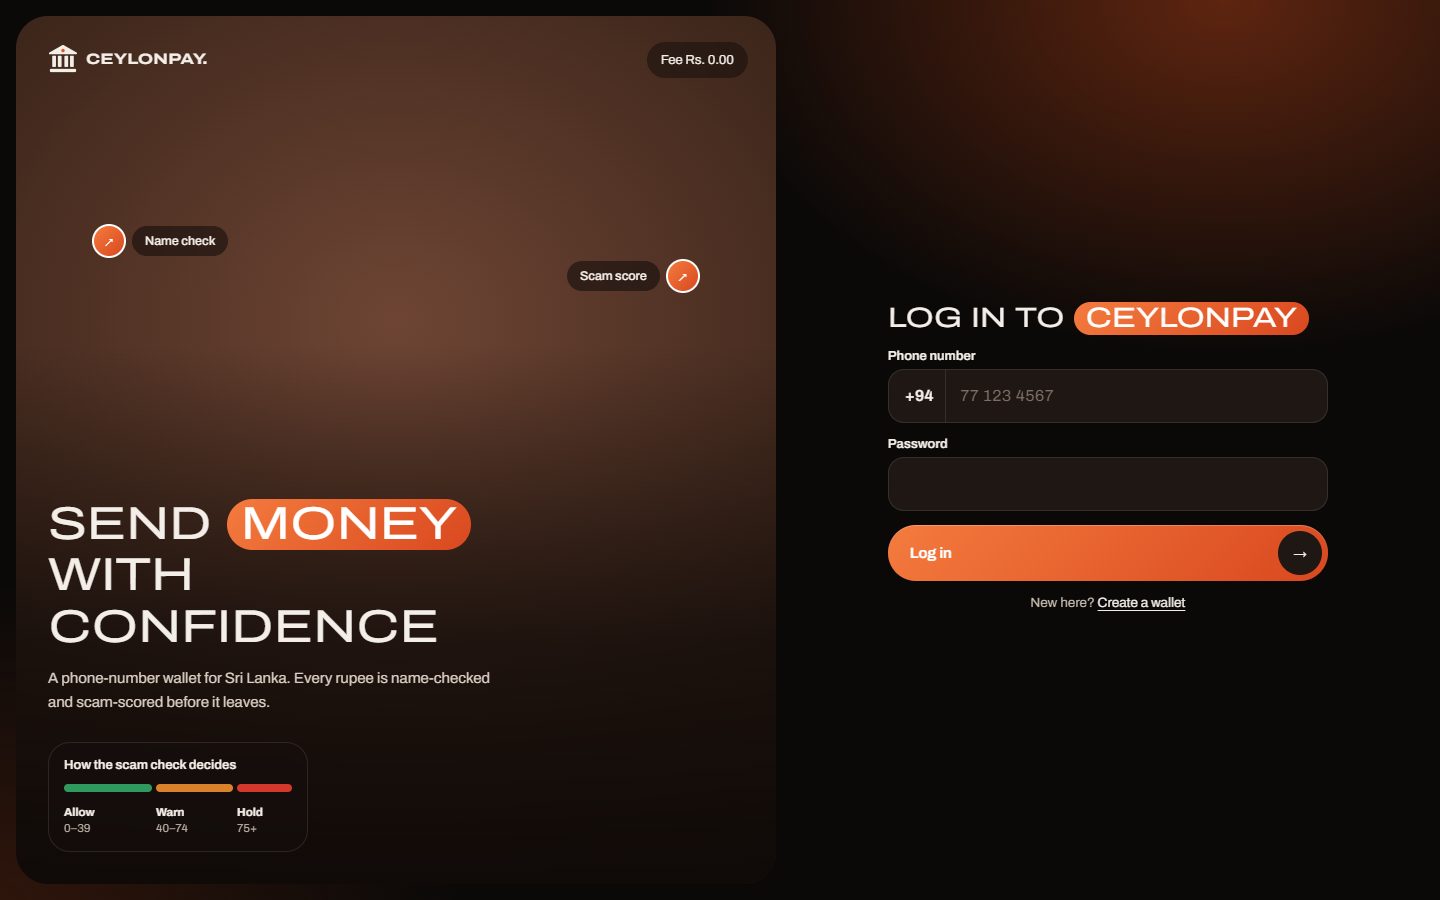 CEYLONPAY.
Fee Rs. 0.00
Name check
Scam score
SEND MONEY
WITH
CONFIDENCE
A phone-number wallet for Sri Lanka. Every rupee is name-checked
and scam-scored before it leaves.
How the scam check decides
Allow Warn Hold
0–39 40–74 75+
LOG IN TO CEYLONPAY
Phone number
+94 77 123 4567
Password
Log in →
New here? Create a wallet